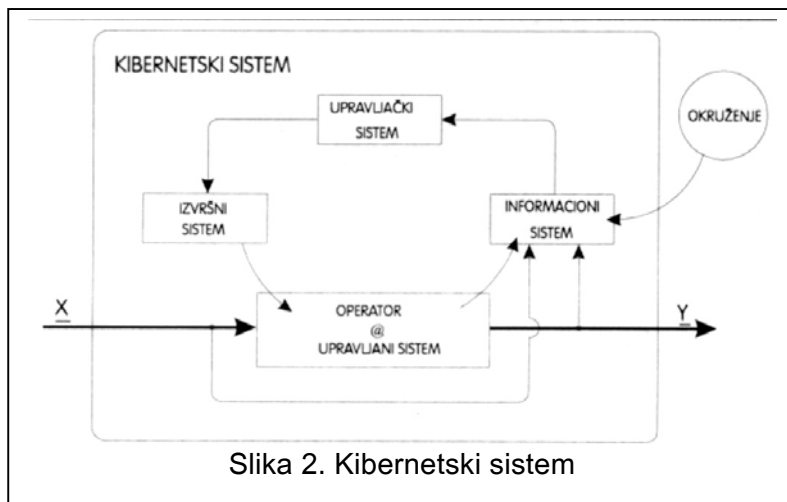 KIBERNETSKI SISTEM
UPRAVLJAČKI
SISTEM
OKRUŽENJE
IZVRŠNI
SISTEM
INFORMACIONI
SISTEM
X
OPERATOR
@
UPRAVLJANI SISTEM
Y
Slika 2. Kibernetski sistem